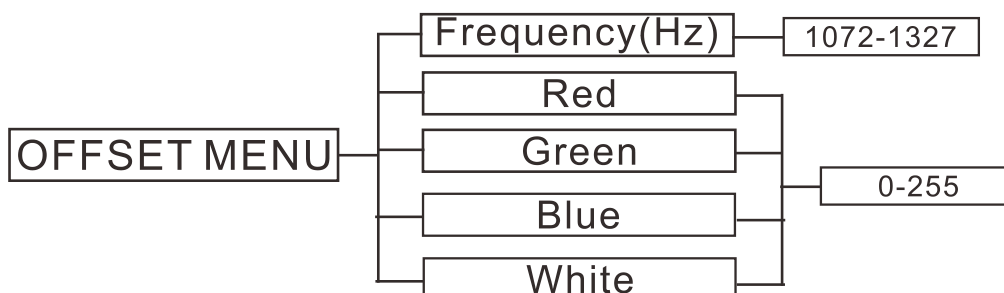 Frequency(Hz)
1072-1327
Red
Green
OFFSET MENU
0-255
Blue
White